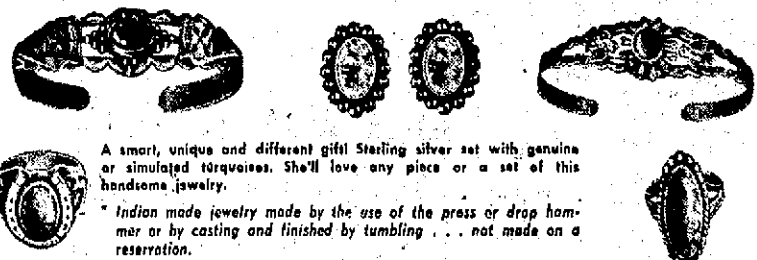 A smart, unique and different gift! Sterling silver set with genuine
or simulated turquoises. She'll love any piece or a set of this
handsome jewelry.
* Indian made jewelry made by the use of the press or drop ham-
mer or by casting and finished by tumbling . . . not made on a
reservation.